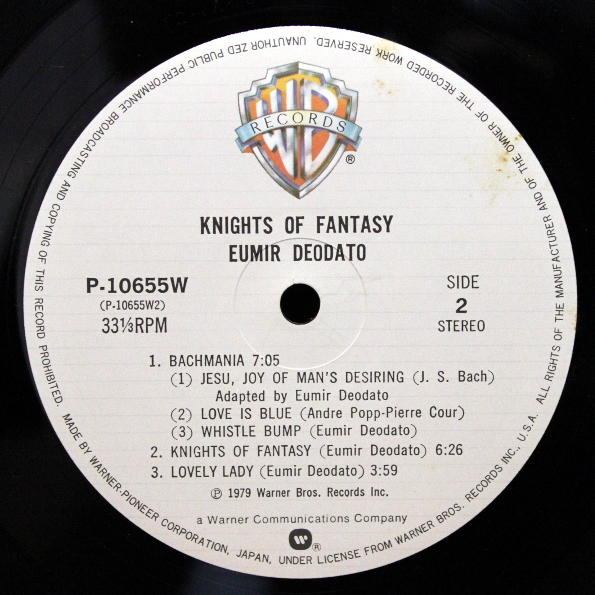 WB
RECORDS
®
KNIGHTS OF FANTASY
EUMIR DEODATO
P-10655W
(P-10655W2)
33⅓RPM
SIDE
2
STEREO
1. BACHMANIA 7:05
(1) JESU, JOY OF MAN'S DESIRING (J. S. Bach)
Adapted by Eumir Deodato
(2) LOVE IS BLUE (Andre Popp-Pierre Cour)
(3) WHISTLE BUMP (Eumir Deodato)
2. KNIGHTS OF FANTASY (Eumir Deodato) 6:26
3. LOVELY LADY (Eumir Deodato) 3:59
℗ 1979 Warner Bros. Records Inc.
a Warner Communications Company
®
MADE BY WARNER-PIONEER CORPORATION, JAPAN, UNDER LICENSE FROM WARNER BROS. RECORDS INC., U.S.A. ALL RIGHTS OF THE MANUFACTURER AND OF THE OWNER OF THE RECORDED WORK RESERVED. UNAUTHORIZED PUBLIC PERFORMANCE BROADCASTING AND COPYING OF THIS RECORD PROHIBITED.